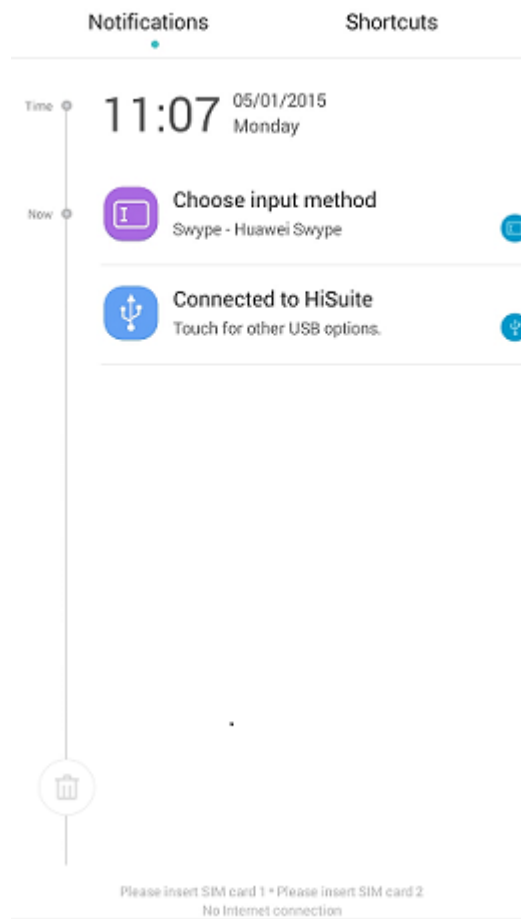 Notifications
Shortcuts
Time
11:07
05/01/2015
Monday
Now
Choose input method
Swype - Huawei Swype
Connected to HiSuite
Touch for other USB options.
Please insert SIM card 1 • Please insert SIM card 2
No Internet connection